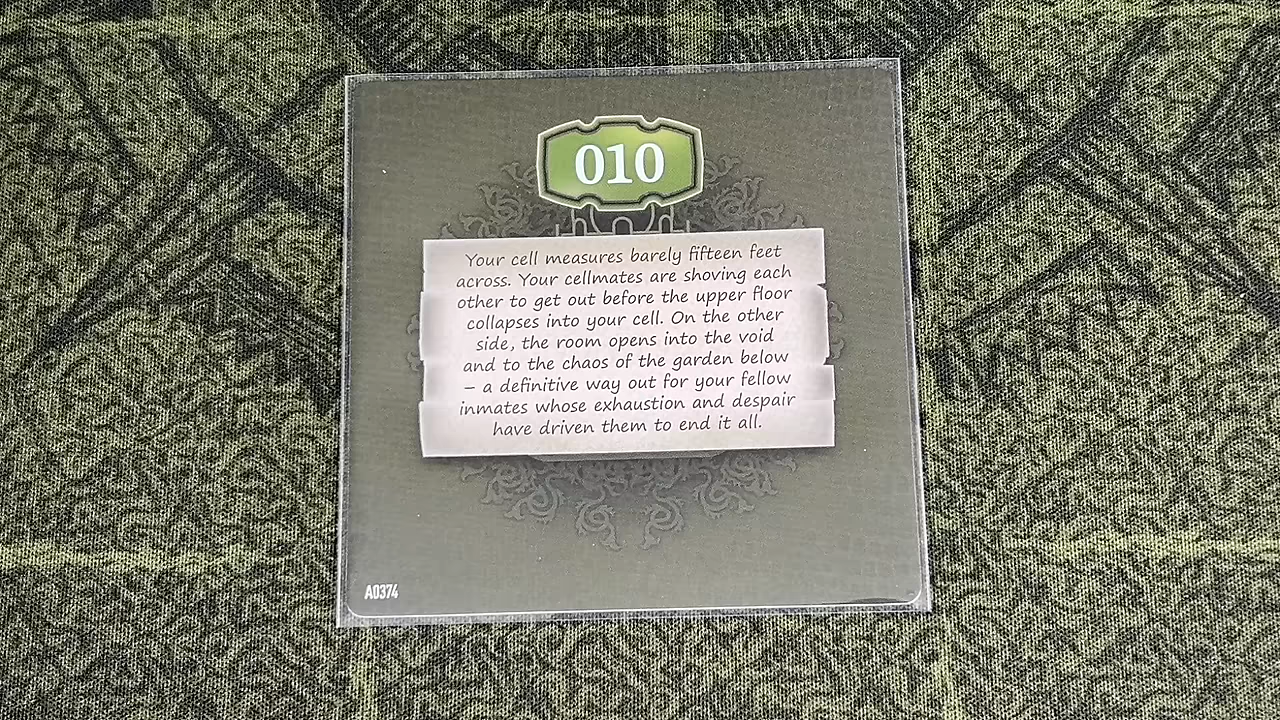 010
Your cell measures barely fifteen feet
across. Your cellmates are shoving each
other to get out before the upper floor
collapses into your cell. On the other
side, the room opens into the void
and to the chaos of the garden below
– a definitive way out for your fellow
inmates whose exhaustion and despair
have driven them to end it all.
A0374